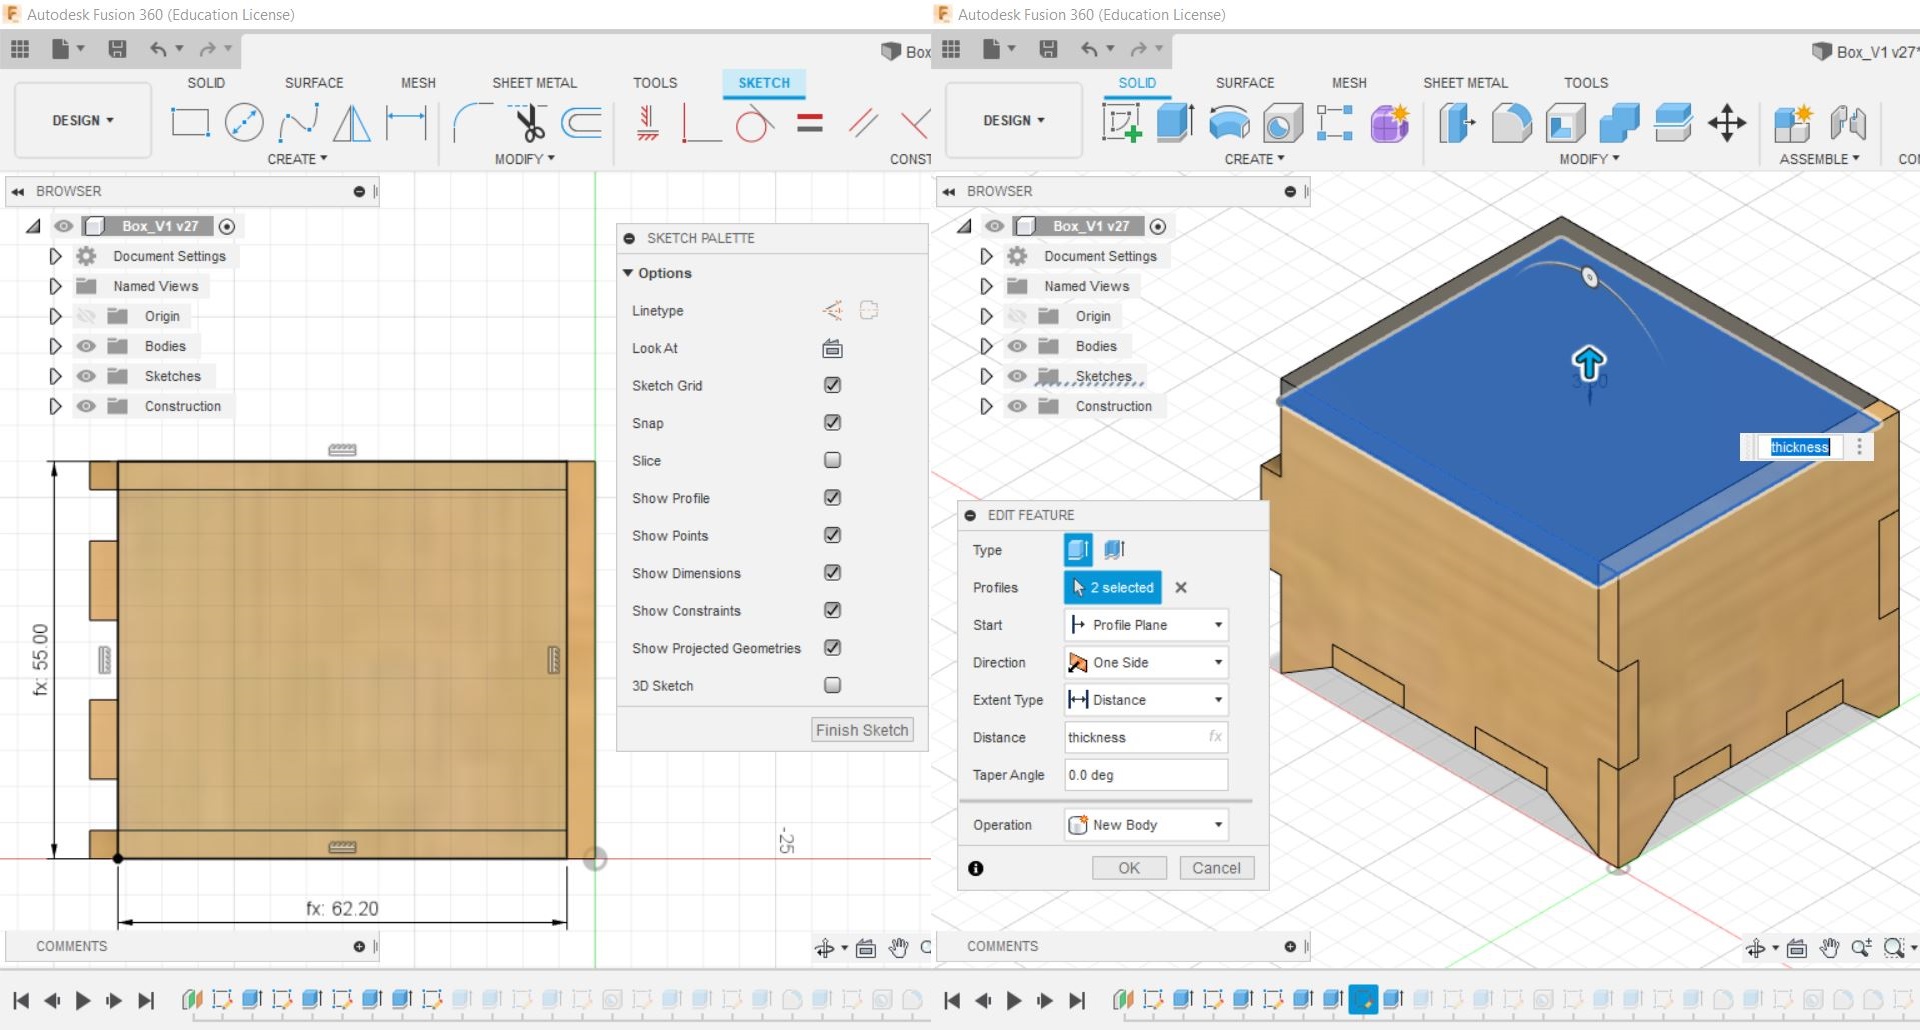 Autodesk Fusion 360 (Education License)
Box
SOLID SURFACE MESH SHEET METAL TOOLS SKETCH
DESIGN
CREATE MODIFY CONST
BROWSER
Box_V1 v27
Document Settings
Named Views
Origin
Bodies
Sketches
Construction
SKETCH PALETTE
Options
Linetype
Look At
Sketch Grid
Snap
Slice
Show Profile
Show Points
Show Dimensions
Show Constraints
Show Projected Geometries
3D Sketch
Finish Sketch
fx: 55.00
-25
fx: 62.20
COMMENTS
Autodesk Fusion 360 (Education License)
Box_V1 v27*
SOLID SURFACE MESH SHEET METAL TOOLS
DESIGN
CREATE MODIFY ASSEMBLE CO
BROWSER
Box_V1 v27
Document Settings
Named Views
Origin
Bodies
Sketches
Construction
thickness
EDIT FEATURE
Type
Profiles 2 selected
Start Profile Plane
Direction One Side
Extent Type Distance
Distance thickness fx
Taper Angle 0.0 deg
Operation New Body
OK Cancel
COMMENTS